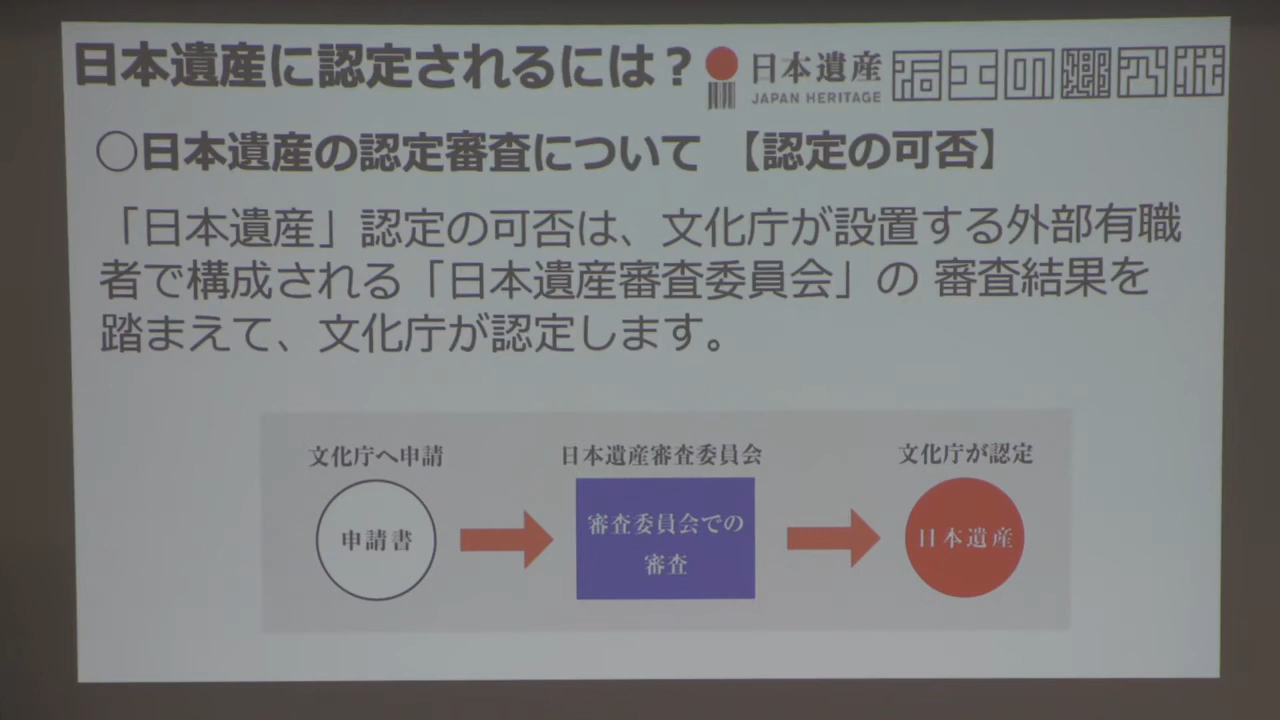 日本遺産に認定されるには？
日本遺産
JAPAN HERITAGE
石工の郷八代
○日本遺産の認定審査について 【認定の可否】
「日本遺産」認定の可否は、文化庁が設置する外部有職
者で構成される「日本遺産審査委員会」の 審査結果を
踏まえて、文化庁が認定します。
文化庁へ申請
日本遺産審査委員会
文化庁が認定
申請書
審査委員会での
審査
日本遺産